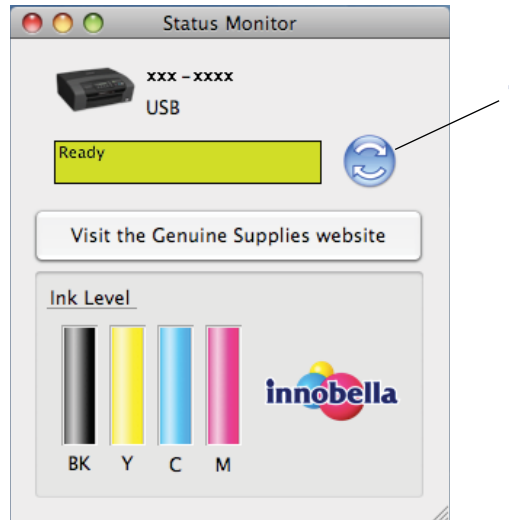 Status Monitor
xxx – xxxx
USB
Ready
Visit the Genuine Supplies website
Ink Level
innobella
BK Y C M